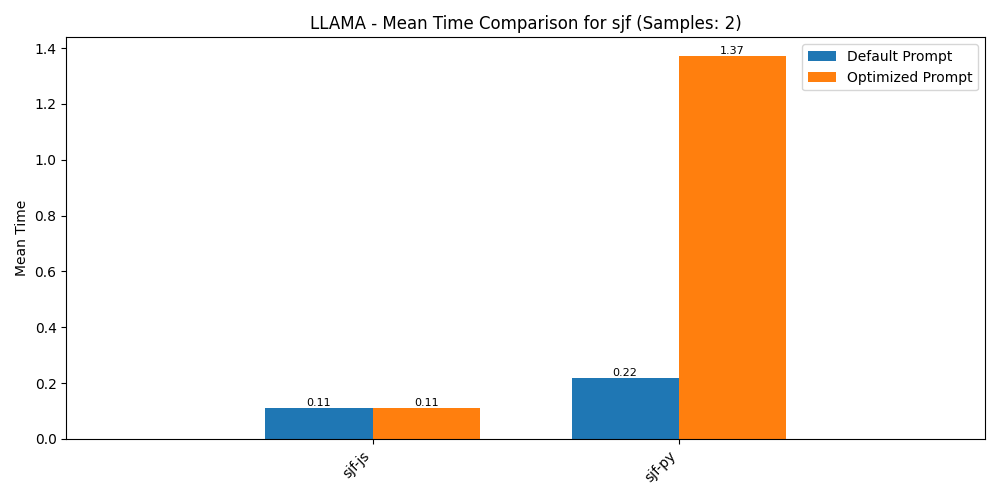 LLAMA - Mean Time Comparison for sjf (Samples: 2)
Default Prompt
Optimized Prompt
Mean Time
1.4
1.2
1.0
0.8
0.6
0.4
0.2
0.0
0.11
0.11
0.22
1.37
sjf-js
sjf-py